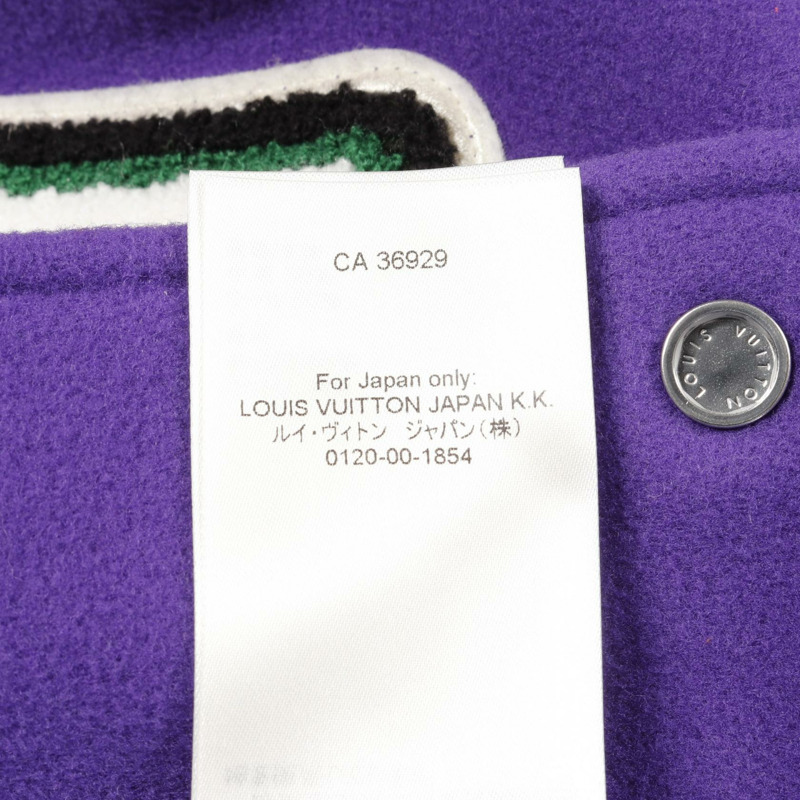 CA 36929
For Japan only:
LOUIS VUITTON JAPAN K.K.
ルイ・ヴィトン ジャパン(株)
0120-00-1854
LOUIS VUITTON